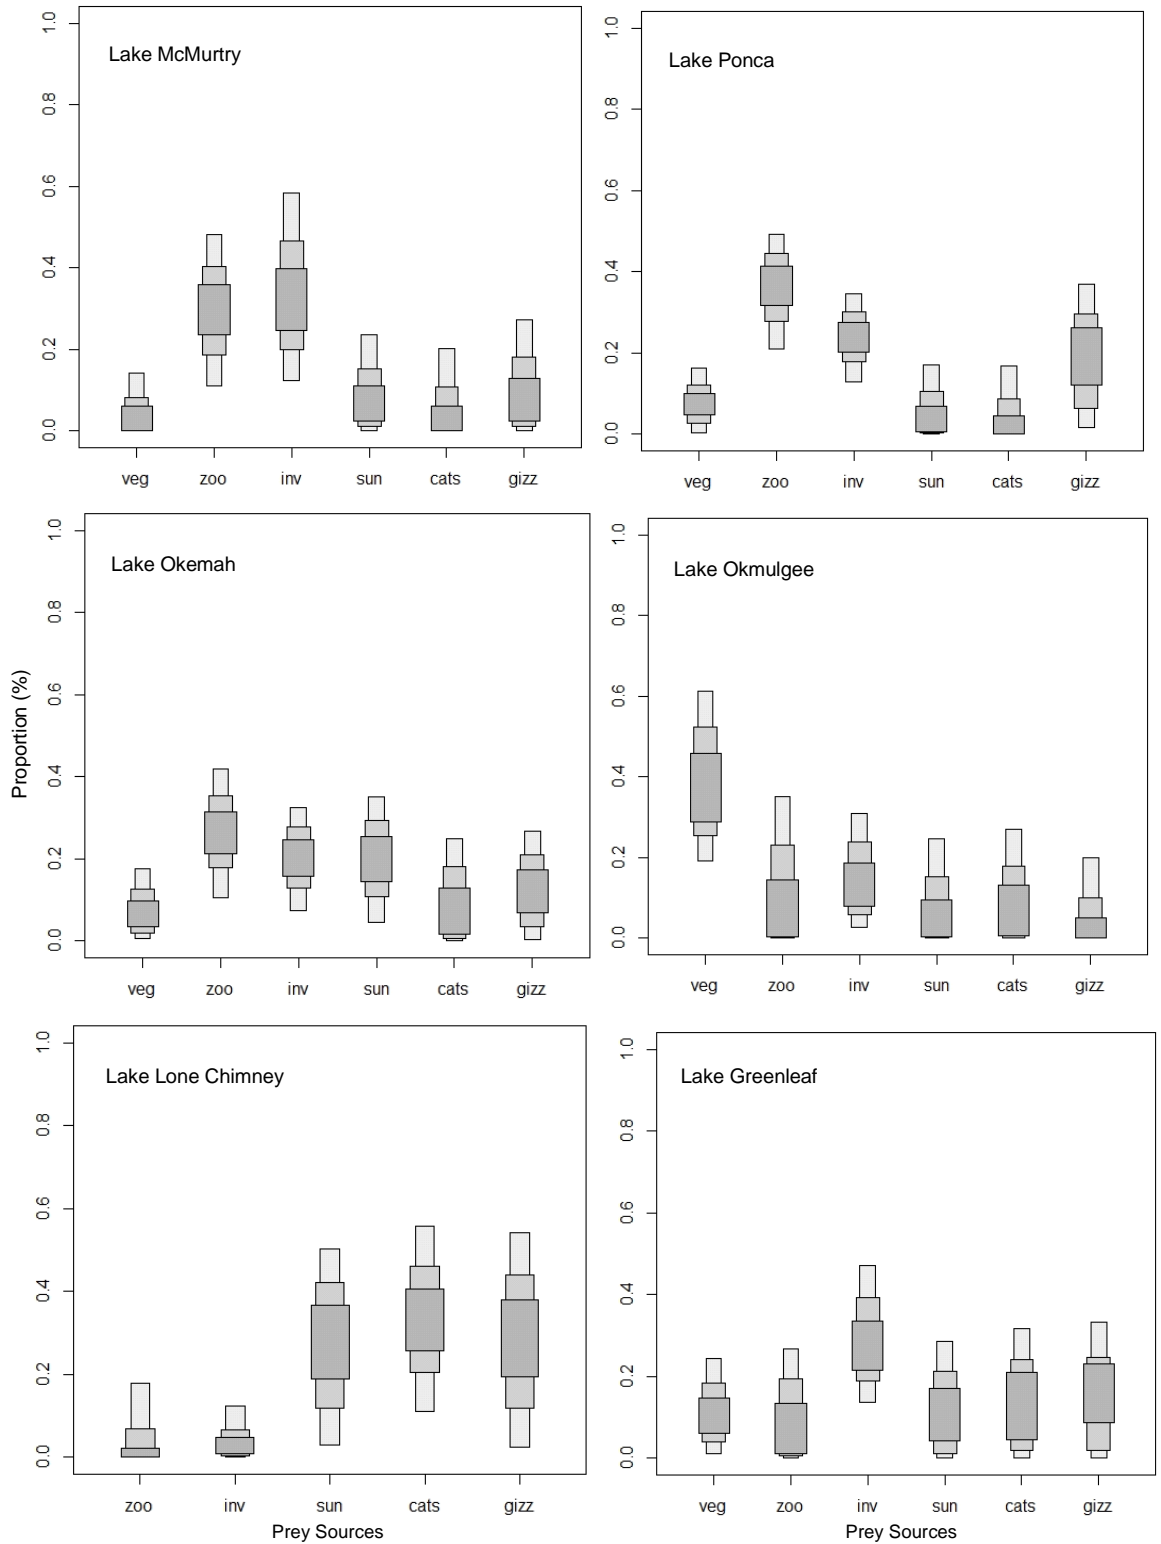 Lake McMurtry
1.0
0.8
0.6
0.4
0.2
0.0
veg zoo inv sun cats gizz
Lake Ponca
1.0
0.8
0.6
0.4
0.2
0.0
veg zoo inv sun cats gizz
Proportion (%)
Lake Okemah
1.0
0.8
0.6
0.4
0.2
0.0
veg zoo inv sun cats gizz
Lake Okmulgee
1.0
0.8
0.6
0.4
0.2
0.0
veg zoo inv sun cats gizz
Lake Lone Chimney
1.0
0.8
0.6
0.4
0.2
0.0
zoo inv sun cats gizz
Prey Sources
Lake Greenleaf
1.0
0.8
0.6
0.4
0.2
0.0
veg zoo inv sun cats gizz
Prey Sources